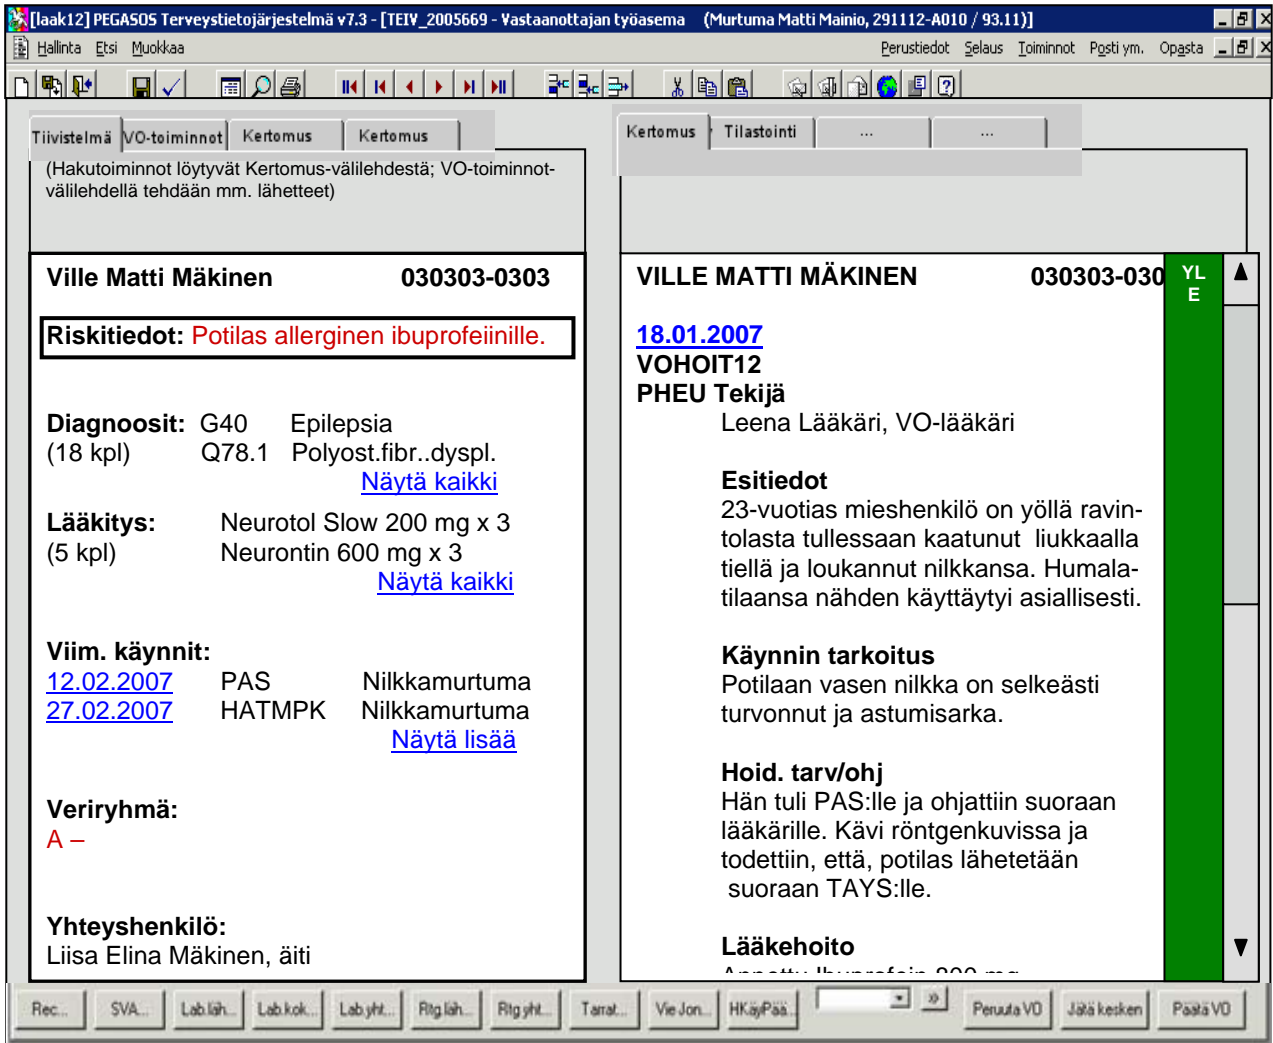 [laak12] PEGASOS Terveystietojärjestelmä v7.3 - [TEIV_2005669 - Vastaanottajan työasema (Murtuma Matti Mainio, 291112-A010 / 93.11)]
Hallinta Etsi Muokkaa Perustiedot Selaus Toiminnot Posti ym. Opasta
Tiivistelmä VO-toiminnot Kertomus Kertomus
(Hakutoiminnot löytyvät Kertomus-välilehdestä; VO-toiminnot-
välilehdellä tehdään mm. lähetteet)
Ville Matti Mäkinen 030303-0303
Riskitiedot: Potilas allerginen ibuprofeiinille.
Diagnoosit: G40 Epilepsia
(18 kpl) Q78.1 Polyost.fibr..dyspl.
Näytä kaikki
Lääkitys: Neurotol Slow 200 mg x 3
(5 kpl) Neurontin 600 mg x 3
Näytä kaikki
Viim. käynnit:
12.02.2007 PAS Nilkkamurtuma
27.02.2007 HATMPK Nilkkamurtuma
Näytä lisää
Veriryhmä:
A –
Yhteyshenkilö:
Liisa Elina Mäkinen, äiti
Kertomus Tilastointi ... ...
VILLE MATTI MÄKINEN 030303-030
YL
E
18.01.2007
VOHOIT12
PHEU Tekijä
Leena Lääkäri, VO-lääkäri
Esitiedot
23-vuotias mieshenkilö on yöllä ravin-
tolasta tullessaan kaatunut liukkaalla
tiellä ja loukannut nilkkansa. Humala-
tilaansa nähden käyttäytyi asiallisesti.
Käynnin tarkoitus
Potilaan vasen nilkka on selkeästi
turvonnut ja astumisarka.
Hoid. tarv/ohj
Hän tuli PAS:lle ja ohjattiin suoraan
lääkärille. Kävi röntgenkuvissa ja
todettiin, että, potilas lähetetään
suoraan TAYS:lle.
Lääkehoito
Annettu Ibuprofein 800 mg
Rec... SVA... Lab.läh... Lab.kok... Lab.yht... Rtg.läh... Rtg.yht... Tarrat... Vie Jon... HKäyPää... » Peruuta VO Jätä kesken Päätä VO